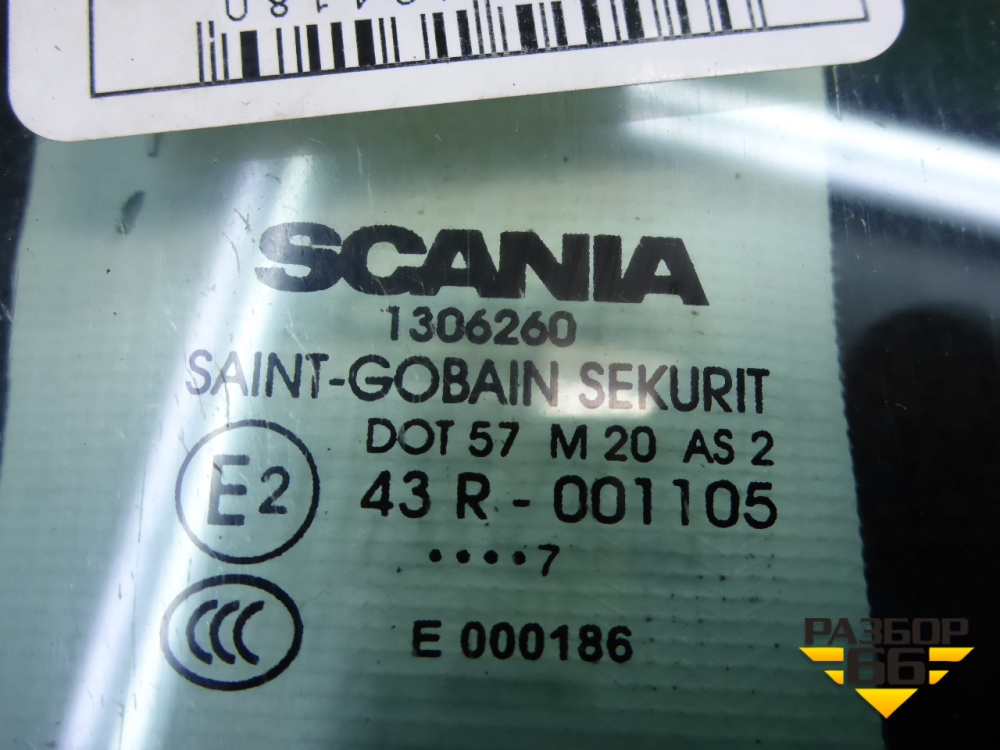 SCANIA
1306260
SAINT-GOBAIN SEKURIT
DOT 57 M 20 AS 2
E2 43 R - 001105
••••7
CCC E 000186
РАЗБОР
66